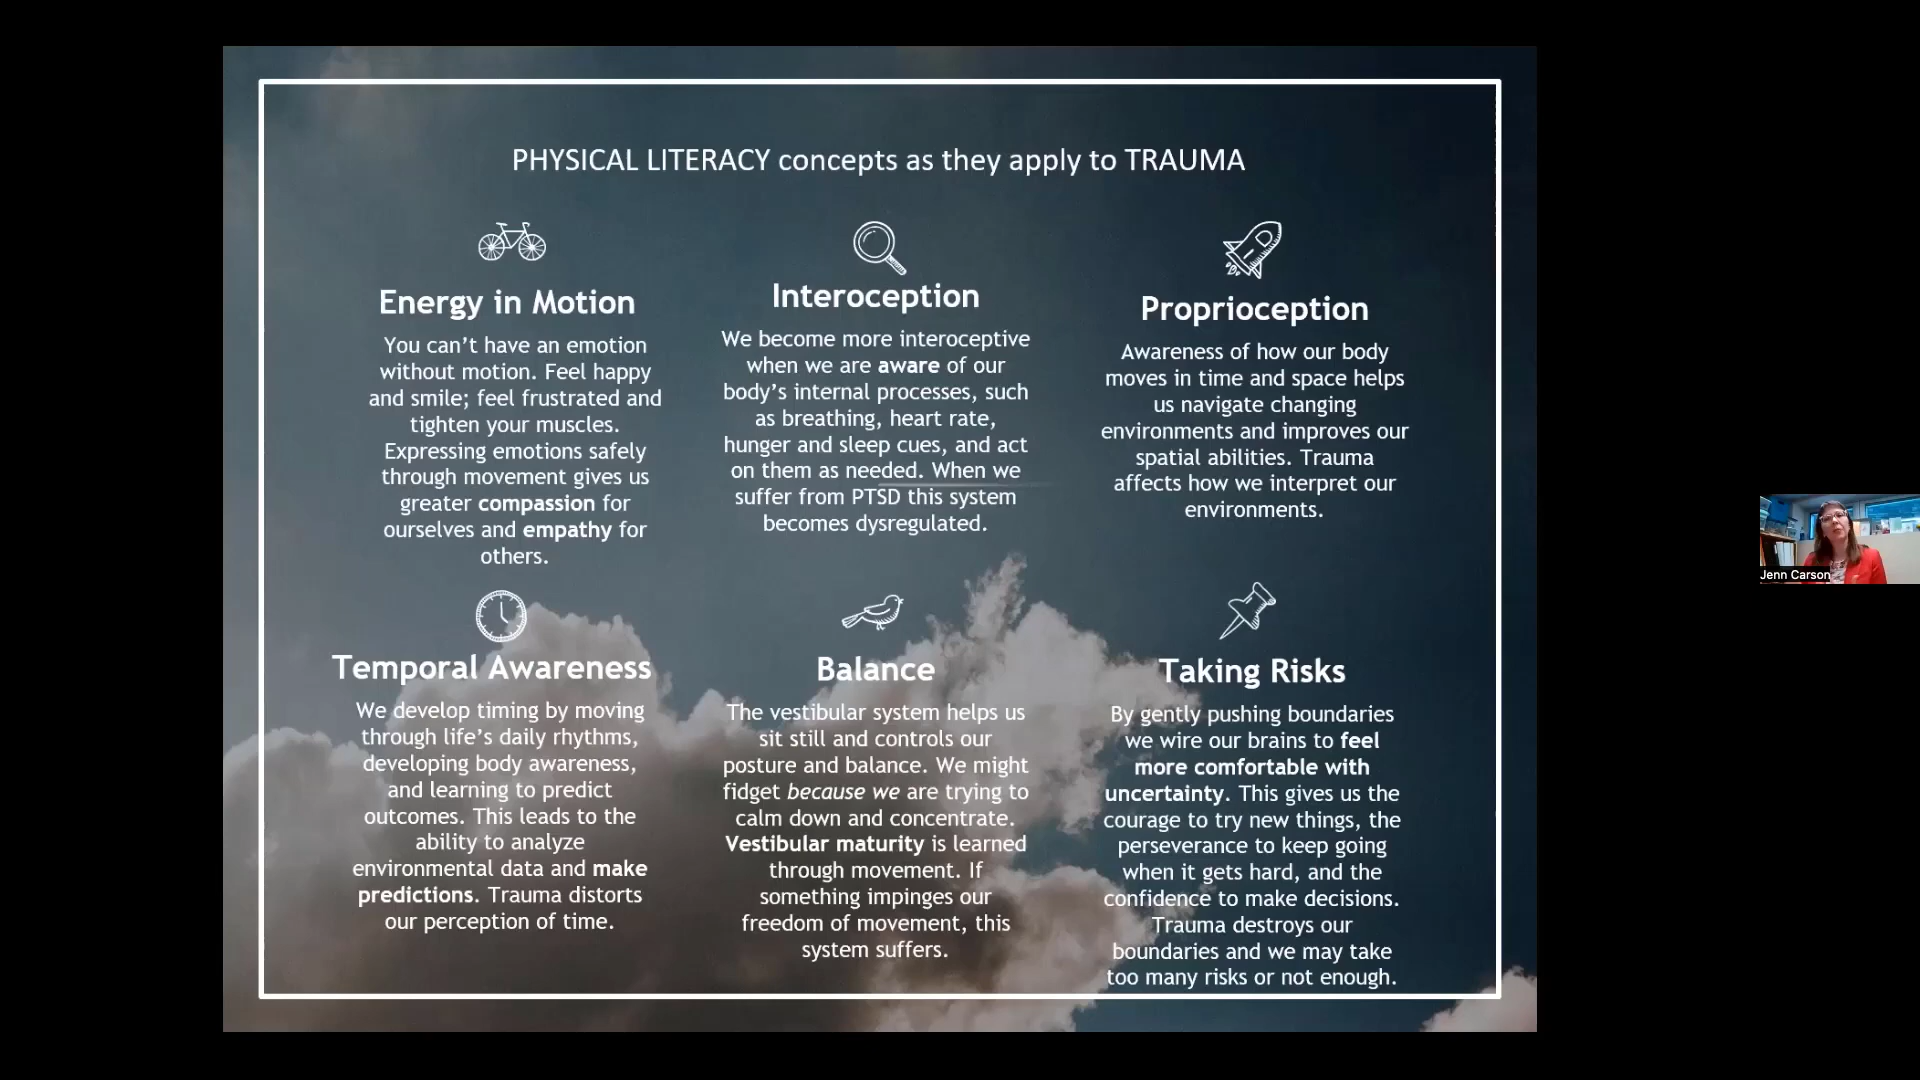 PHYSICAL LITERACY concepts as they apply to TRAUMA
Energy in Motion
You can't have an emotion
without motion. Feel happy
and smile; feel frustrated and
tighten your muscles.
Expressing emotions safely
through movement gives us
greater compassion for
ourselves and empathy for
others.
Interoception
We become more interoceptive
when we are aware of our
body's internal processes, such
as breathing, heart rate,
hunger and sleep cues, and act
on them as needed. When we
suffer from PTSD this system
becomes dysregulated.
Proprioception
Awareness of how our body
moves in time and space helps
us navigate changing
environments and improves our
spatial abilities. Trauma
affects how we interpret our
environments.
Temporal Awareness
We develop timing by moving
through life's daily rhythms,
developing body awareness,
and learning to predict
outcomes. This leads to the
ability to analyze
environmental data and make
predictions. Trauma distorts
our perception of time.
Balance
The vestibular system helps us
sit still and controls our
posture and balance. We might
fidget because we are trying to
calm down and concentrate.
Vestibular maturity is learned
through movement. If
something impinges our
freedom of movement, this
system suffers.
Taking Risks
By gently pushing boundaries
we wire our brains to feel
more comfortable with
uncertainty. This gives us the
courage to try new things, the
perseverance to keep going
when it gets hard, and the
confidence to make decisions.
Trauma destroys our
boundaries and we may take
too many risks or not enough.
Jenn Carson